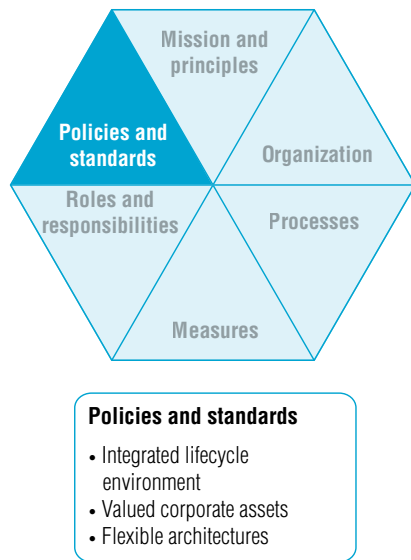 Mission and
principles
Policies and
standards
Organization
Roles and
responsibilities
Processes
Measures
Policies and standards
• Integrated lifecycle
environment
• Valued corporate assets
• Flexible architectures